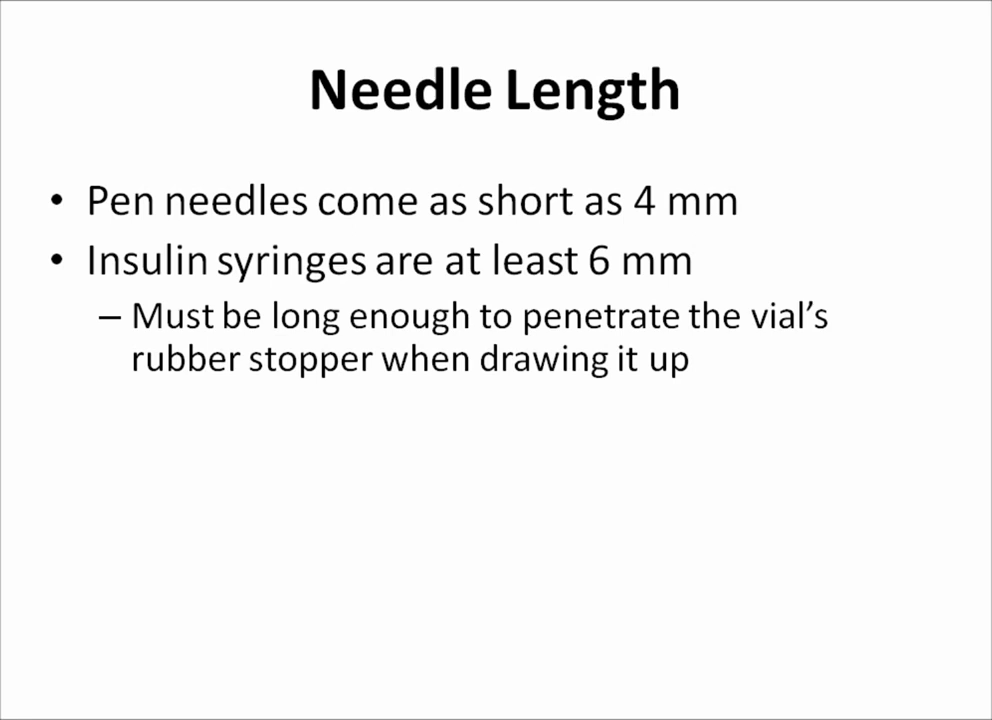 Needle Length
• Pen needles come as short as 4 mm
• Insulin syringes are at least 6 mm
– Must be long enough to penetrate the vial’s
rubber stopper when drawing it up